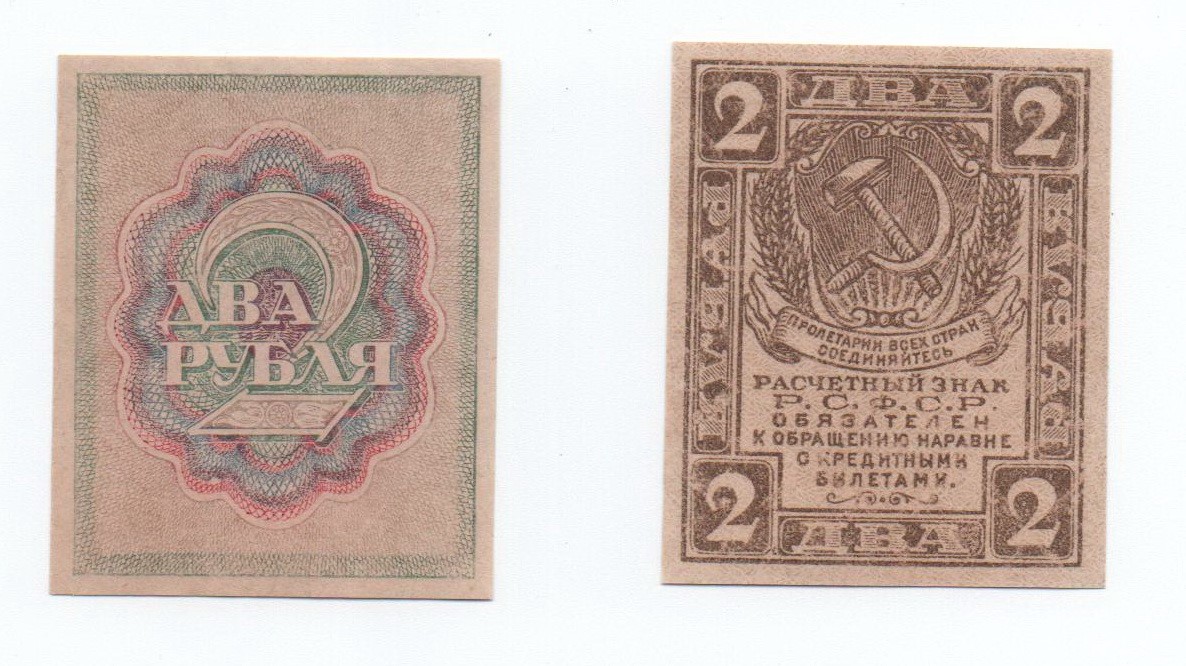 ДВА
РУБЛЯ
2
2 ДВА 2
ПРОЛЕТАРИИ ВСЕХ СТРАН
СОЕДИНЯЙТЕСЬ
РАСЧЕТНЫЙ ЗНАК
Р. С. Ф. С. Р.
ОБЯЗАТЕЛЕН
К ОБРАЩЕНИЮ НАРАВНЕ
С КРЕДИТНЫМИ
БИЛЕТАМИ.
2 ДВА 2